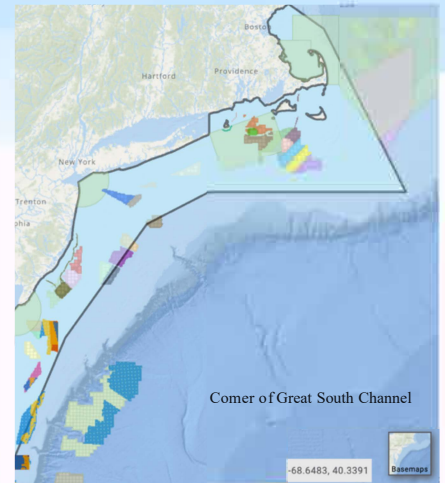 Boston
Providence
Hartford
New York
Trenton
phia
Comer of Great South Channel
-68.6483, 40.3391
Basemaps